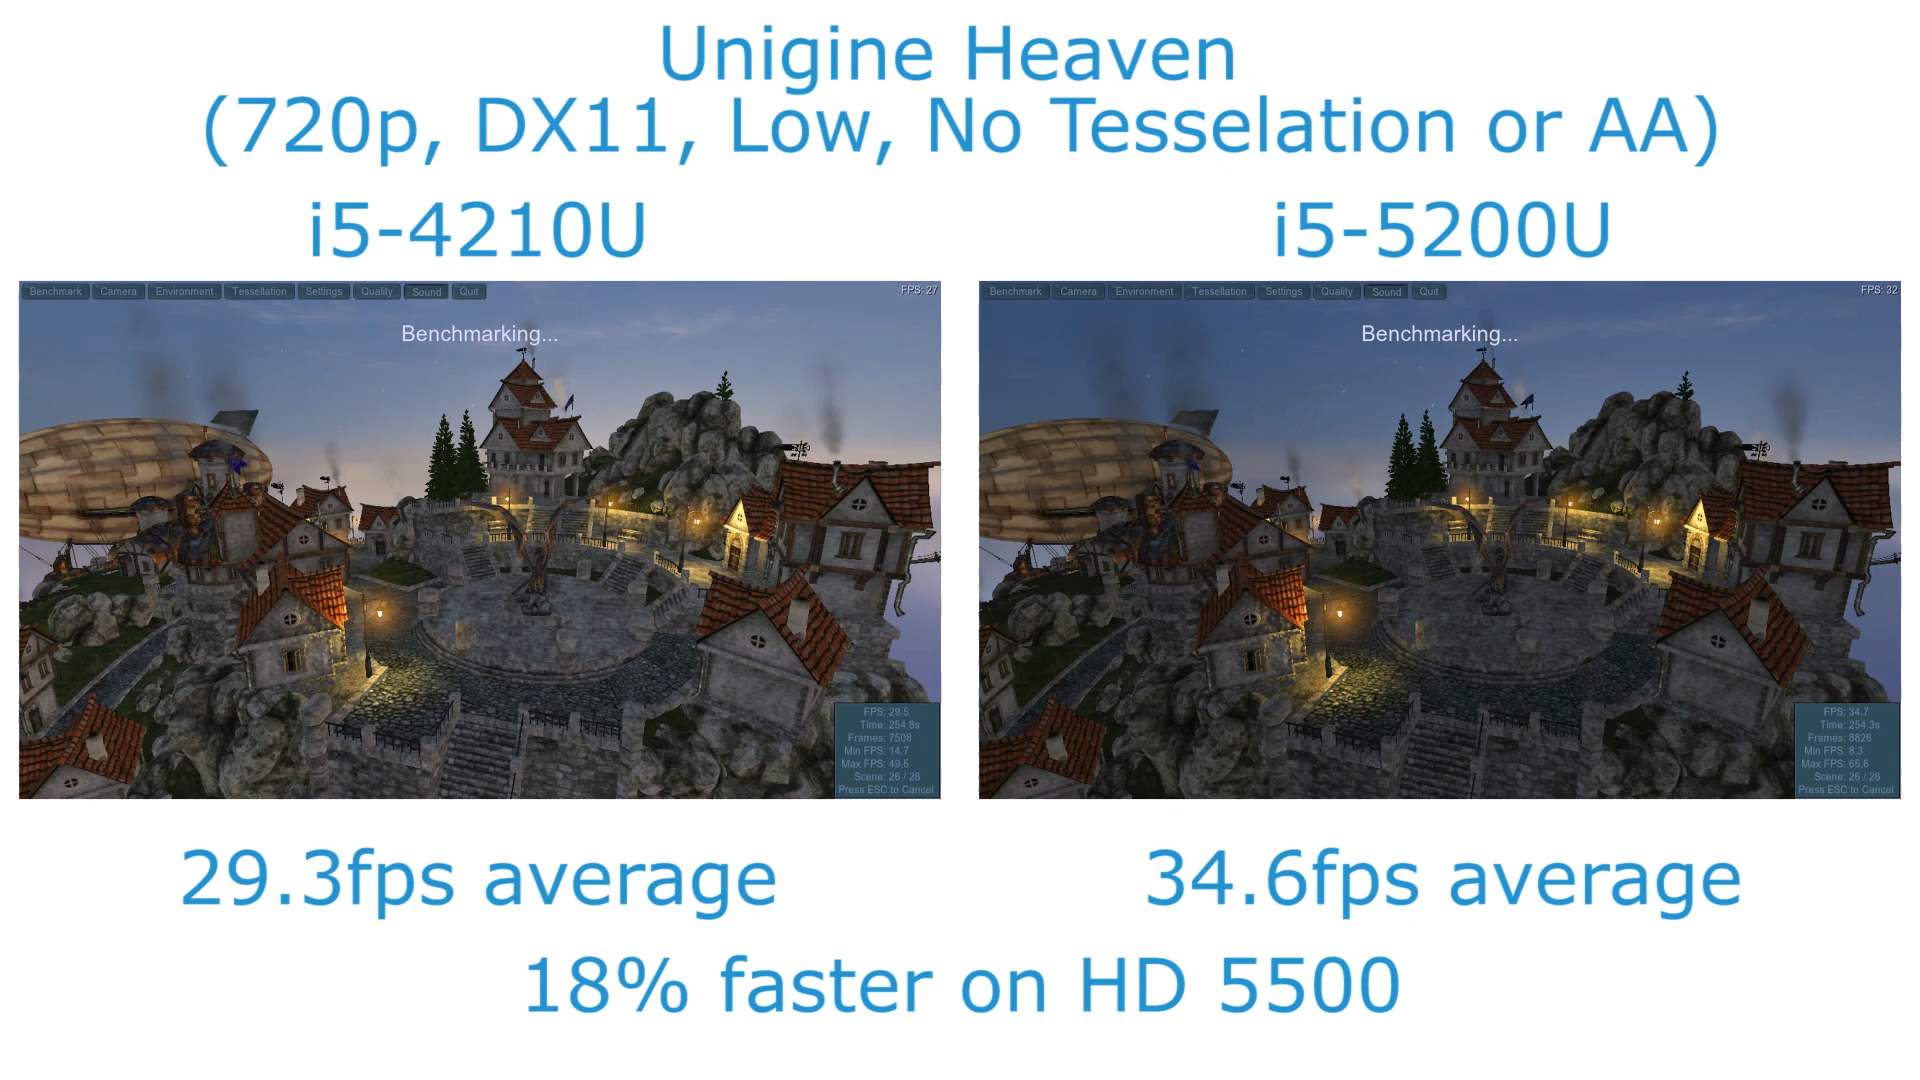 Unigine Heaven
(720p, DX11, Low, No Tesselation or AA)
i5-4210U
i5-5200U
Benchmark Camera Environment Tessellation Settings Quality Sound Quit
FPS: 27
Benchmarking...
FPS: 29.5
Time: 254.8s
Frames: 7508
Min FPS: 14.7
Max FPS: 49.5
Scene: 26 / 26
Press ESC to Cancel
Benchmark Camera Environment Tessellation Settings Quality Sound Quit
FPS: 32
Benchmarking...
FPS: 34.7
Time: 254.3s
Frames: 8826
Min FPS: 8.3
Max FPS: 65.6
Scene: 26 / 26
Press ESC to Cancel
29.3fps average
34.6fps average
18% faster on HD 5500